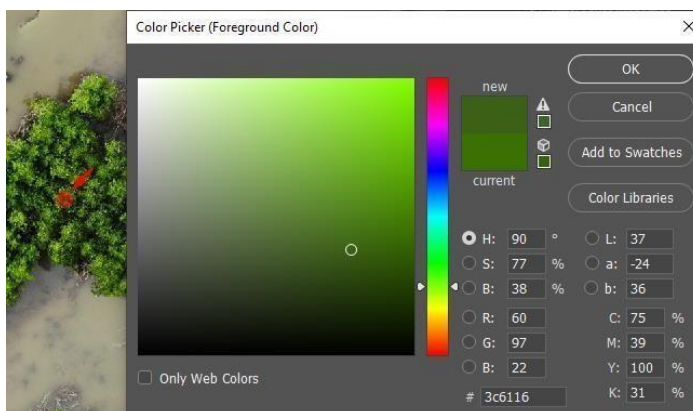 Color Picker (Foreground Color)
new
current
OK
Cancel
Add to Swatches
Color Libraries
H: 90 °
S: 77 %
B: 38 %
R: 60
G: 97
B: 22
# 3c6116
L: 37
a: -24
b: 36
C: 75 %
M: 39 %
Y: 100 %
K: 31 %
Only Web Colors